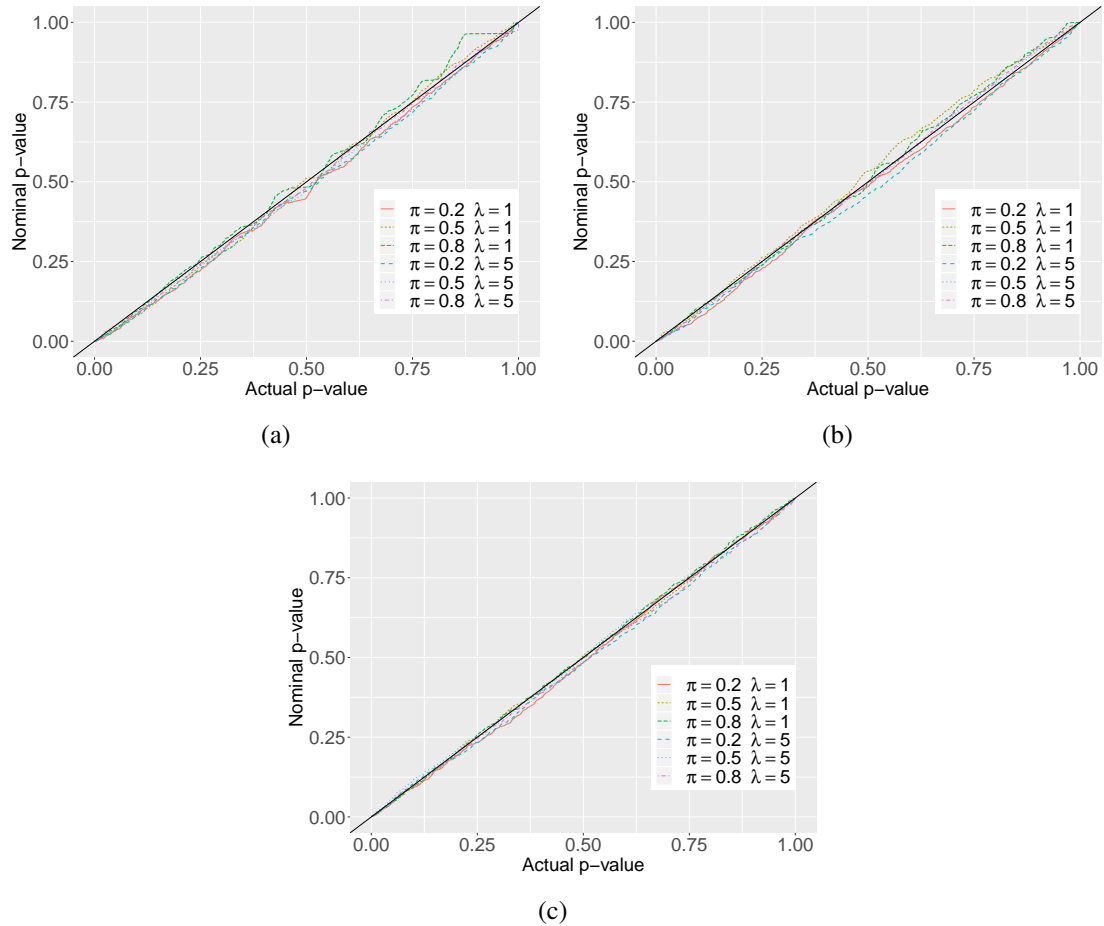 1.00
0.75
0.50
0.25
0.00
Nominal p−value
π = 0.2 λ = 1
π = 0.5 λ = 1
π = 0.8 λ = 1
π = 0.2 λ = 5
π = 0.5 λ = 5
π = 0.8 λ = 5
0.00 0.25 0.50 0.75 1.00
Actual p−value
(a)
1.00
0.75
0.50
0.25
0.00
Nominal p−value
π = 0.2 λ = 1
π = 0.5 λ = 1
π = 0.8 λ = 1
π = 0.2 λ = 5
π = 0.5 λ = 5
π = 0.8 λ = 5
0.00 0.25 0.50 0.75 1.00
Actual p−value
(b)
1.00
0.75
0.50
0.25
0.00
Nominal p−value
π = 0.2 λ = 1
π = 0.5 λ = 1
π = 0.8 λ = 1
π = 0.2 λ = 5
π = 0.5 λ = 5
π = 0.8 λ = 5
0.00 0.25 0.50 0.75 1.00
Actual p−value
(c)